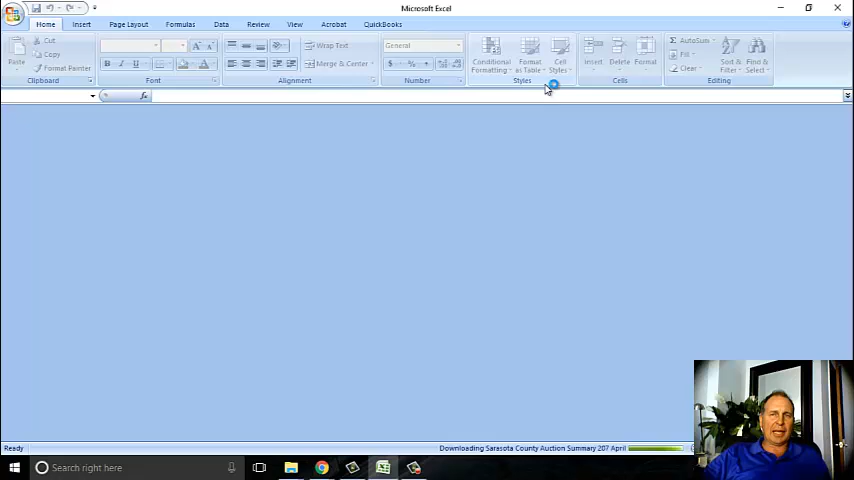 Microsoft Excel
Home Insert Page Layout Formulas Data Review View Acrobat QuickBooks
Cut
Copy
Paste
Format Painter
Clipboard
B I U
Font
Wrap Text
Merge & Center
Alignment
General
$ % ,
Number
Conditional Formatting
Format as Table
Cell Styles
Styles
Insert Delete Format
Cells
AutoSum
Fill
Clear
Sort & Filter
Find & Select
Editing
fx
Ready
Downloading Sarasota County Auction Summary 207 April
Search right here